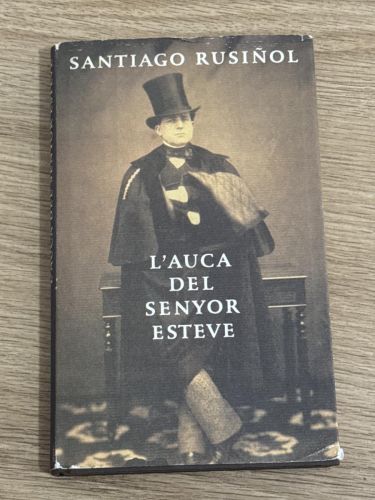 SANTIAGO RUSIÑOL
L'AUCA
DEL
SENYOR
ESTEVE